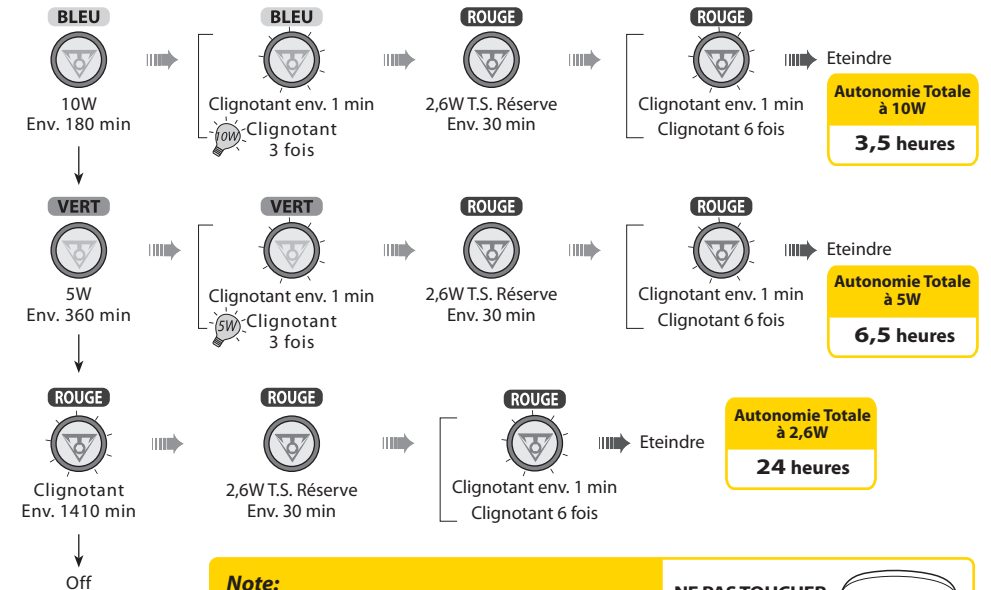 BLEU
10W
Env. 180 min
BLEU
Clignotant env. 1 min
10W
Clignotant
3 fois
ROUGE
2,6W T.S. Réserve
Env. 30 min
ROUGE
Clignotant env. 1 min
Clignotant 6 fois
Eteindre
Autonomie Totale
à 10W
3,5 heures
VERT
5W
Env. 360 min
VERT
Clignotant env. 1 min
5W
Clignotant
3 fois
ROUGE
2,6W T.S. Réserve
Env. 30 min
ROUGE
Clignotant env. 1 min
Clignotant 6 fois
Eteindre
Autonomie Totale
à 5W
6,5 heures
ROUGE
Clignotant
Env. 1410 min
ROUGE
2,6W T.S. Réserve
Env. 30 min
ROUGE
Clignotant env. 1 min
Clignotant 6 fois
Eteindre
Autonomie Totale
à 2,6W
24 heures
Off
Note:
NE PAS TOUCHER